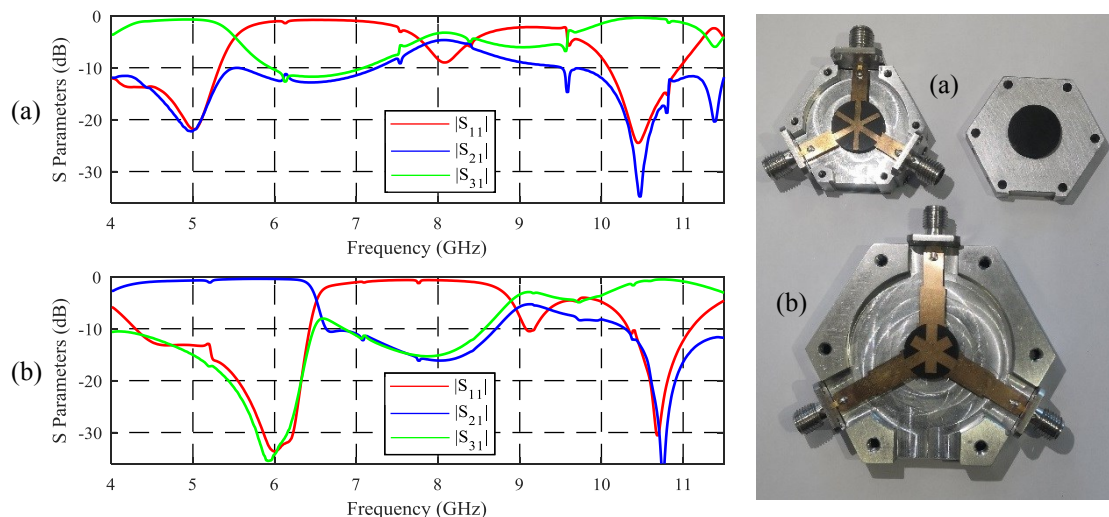 (a)
S Parameters (dB)
0
-10
-20
-30
|S11|
|S21|
|S31|
4 5 6 7 8 9 10 11
Frequency (GHz)
(b)
S Parameters (dB)
0
-10
-20
-30
|S11|
|S21|
|S31|
4 5 6 7 8 9 10 11
Frequency (GHz)
(a)
(b)